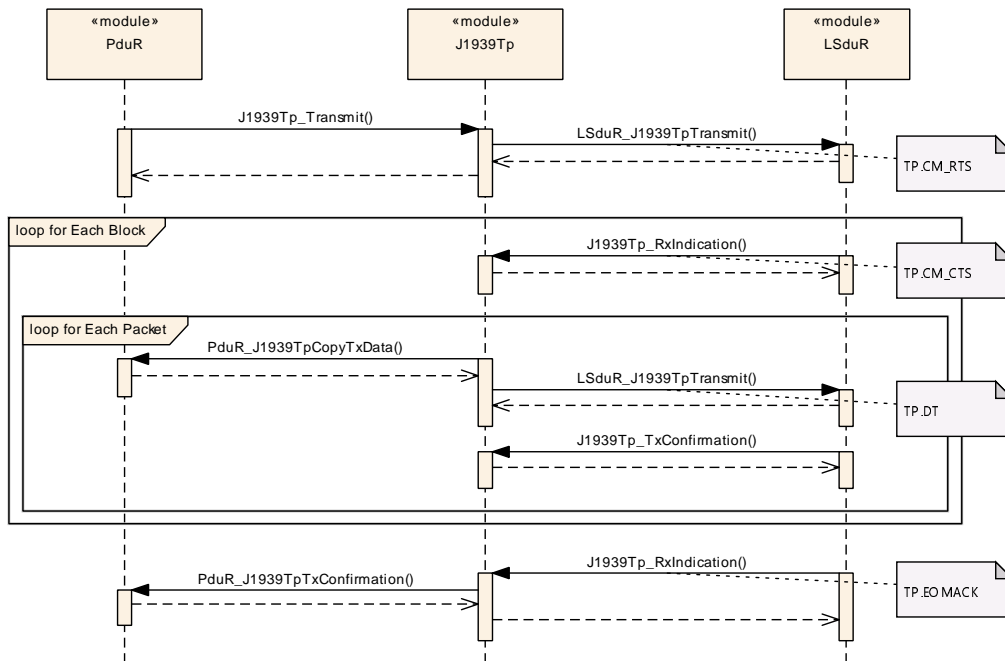 «module» «module» «module»
PduR J1939Tp LSduR
J1939Tp_Transmit()
LSduR_J1939TpTransmit()
TP.CM_RTS
loop for Each Block
J1939Tp_RxIndication()
TP.CM_CTS
loop for Each Packet
PduR_J1939TpCopyTxData()
LSduR_J1939TpTransmit()
TP.DT
J1939Tp_TxConfirmation()
J1939Tp_RxIndication()
PduR_J1939TpTxConfirmation()
TP.EOMACK